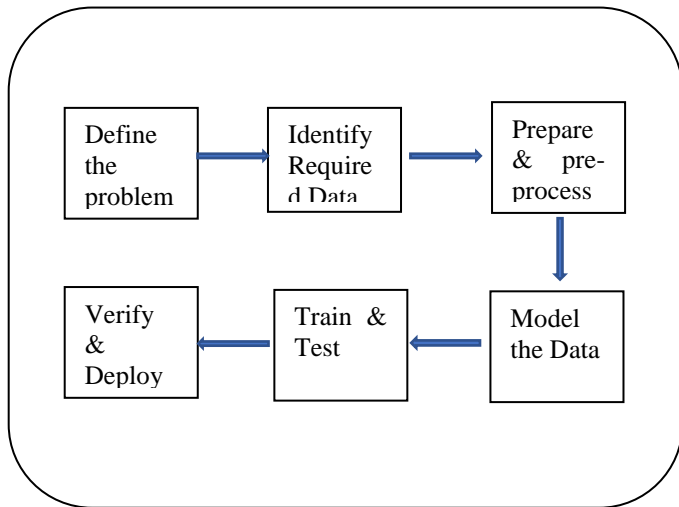 Define
the
problem
Identify
Require
d Data
Prepare
& pre-
process
Model
the Data
Train &
Test
Verify
&
Deploy